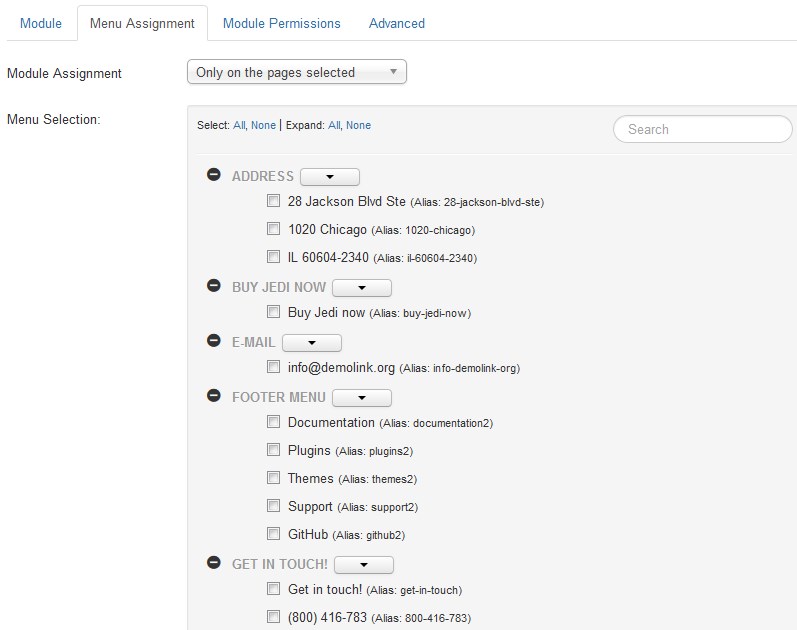 Module Menu Assignment Module Permissions Advanced
Module Assignment Only on the pages selected
Menu Selection: Select: All, None | Expand: All, None Search
ADDRESS
28 Jackson Blvd Ste (Alias: 28-jackson-blvd-ste)
1020 Chicago (Alias: 1020-chicago)
IL 60604-2340 (Alias: il-60604-2340)
BUY JEDI NOW
Buy Jedi now (Alias: buy-jedi-now)
E-MAIL
info@demolink.org (Alias: info-demolink-org)
FOOTER MENU
Documentation (Alias: documentation2)
Plugins (Alias: plugins2)
Themes (Alias: themes2)
Support (Alias: support2)
GitHub (Alias: github2)
GET IN TOUCH!
Get in touch! (Alias: get-in-touch)
(800) 416-783 (Alias: 800-416-783)